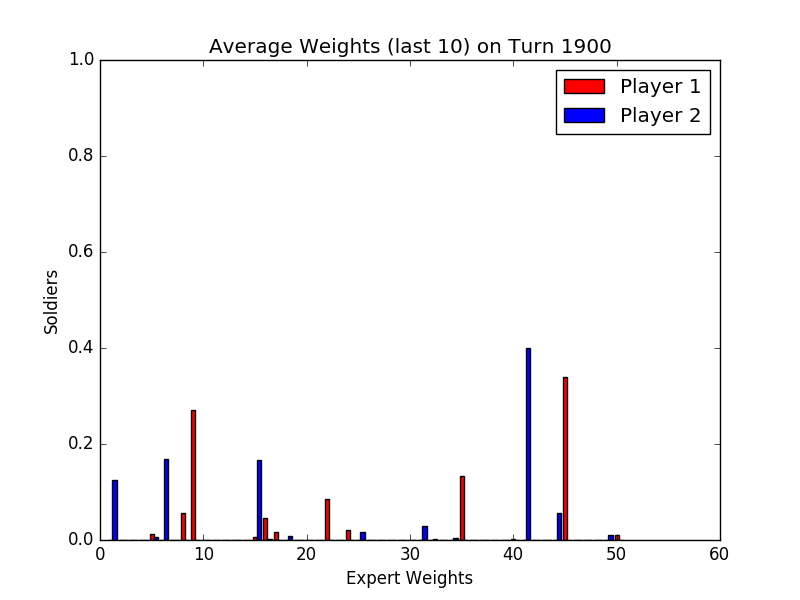 Average Weights (last 10) on Turn 1900
1.0
0.8
0.6
0.4
0.2
0.0
Soldiers
Player 1
Player 2
0 10 20 30 40 50 60
Expert Weights